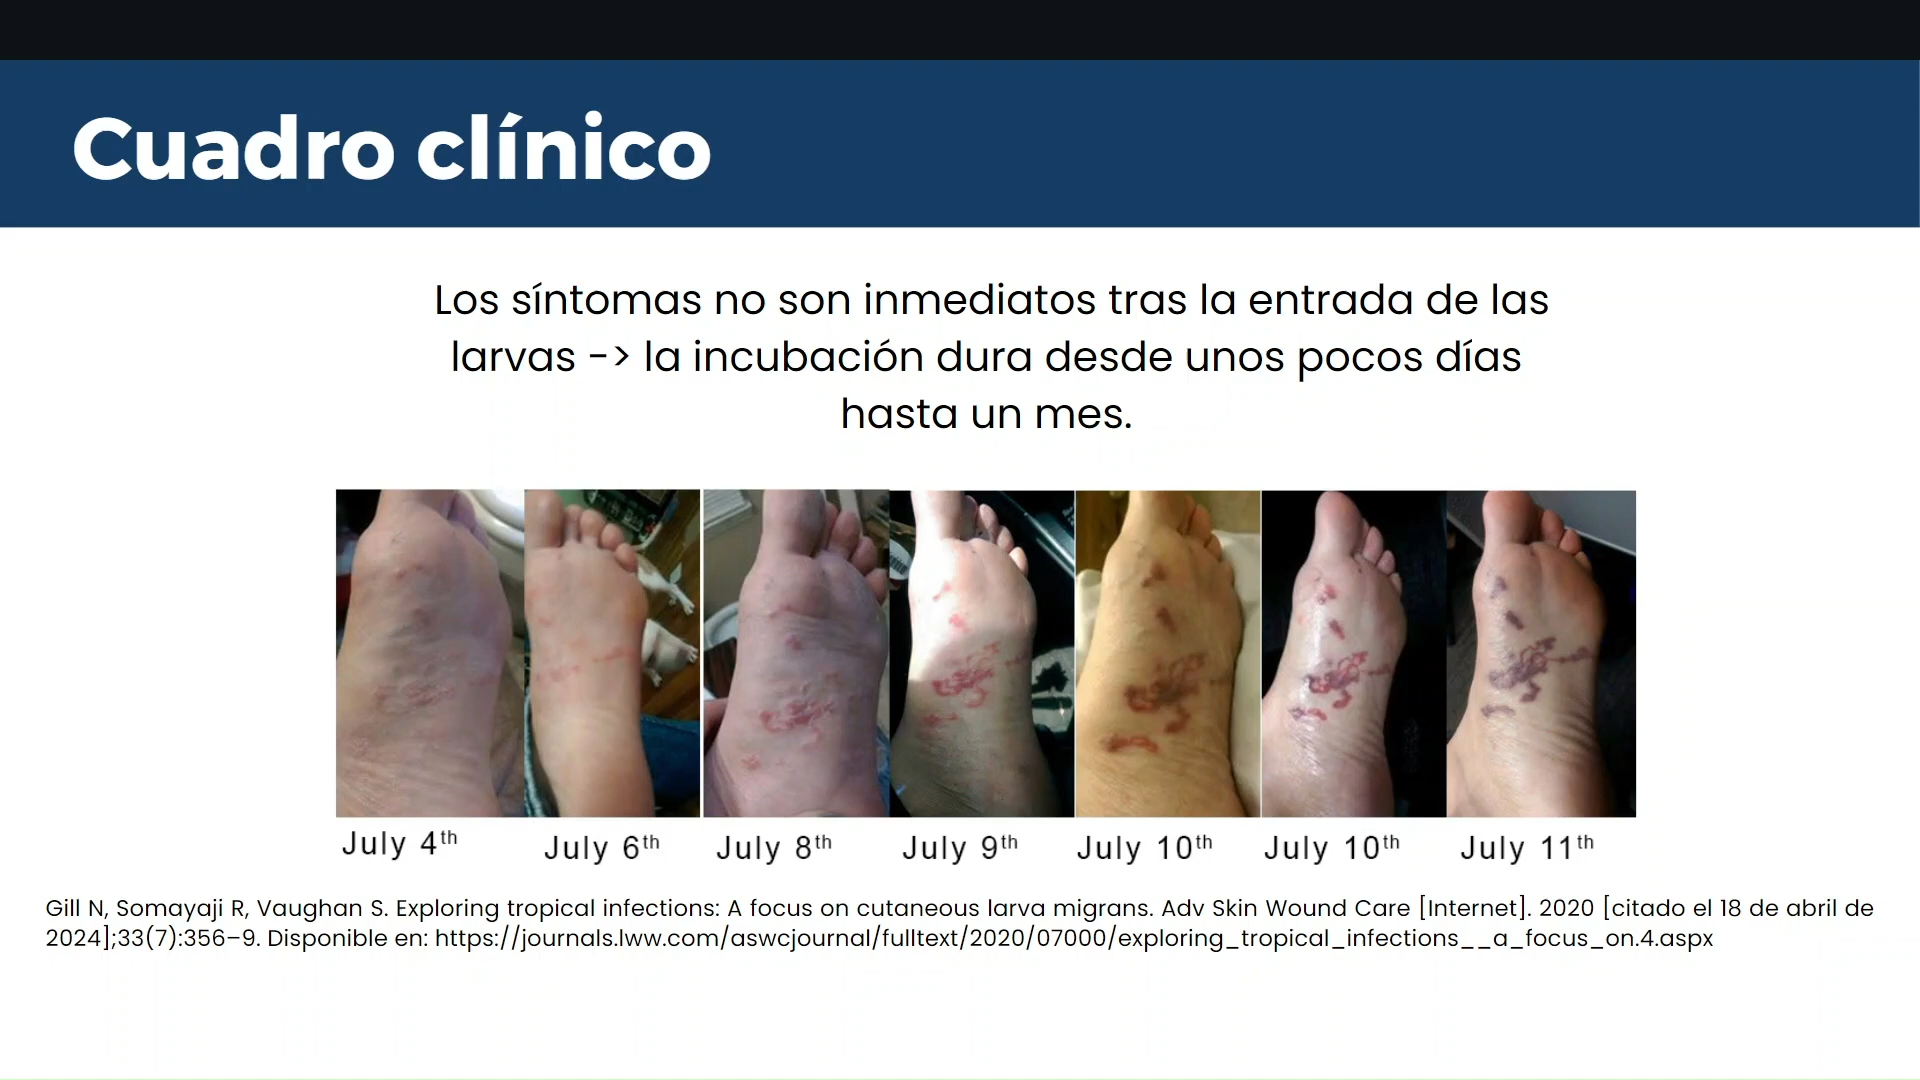 Cuadro clínico
Los síntomas no son inmediatos tras la entrada de las
larvas -> la incubación dura desde unos pocos días
hasta un mes.
July 4th July 6th July 8th July 9th July 10th July 10th July 11th
Gill N, Somayaji R, Vaughan S. Exploring tropical infections: A focus on cutaneous larva migrans. Adv Skin Wound Care [Internet]. 2020 [citado el 18 de abril de
2024];33(7):356–9. Disponible en: https://journals.lww.com/aswcjournal/fulltext/2020/07000/exploring_tropical_infections__a_focus_on.4.aspx